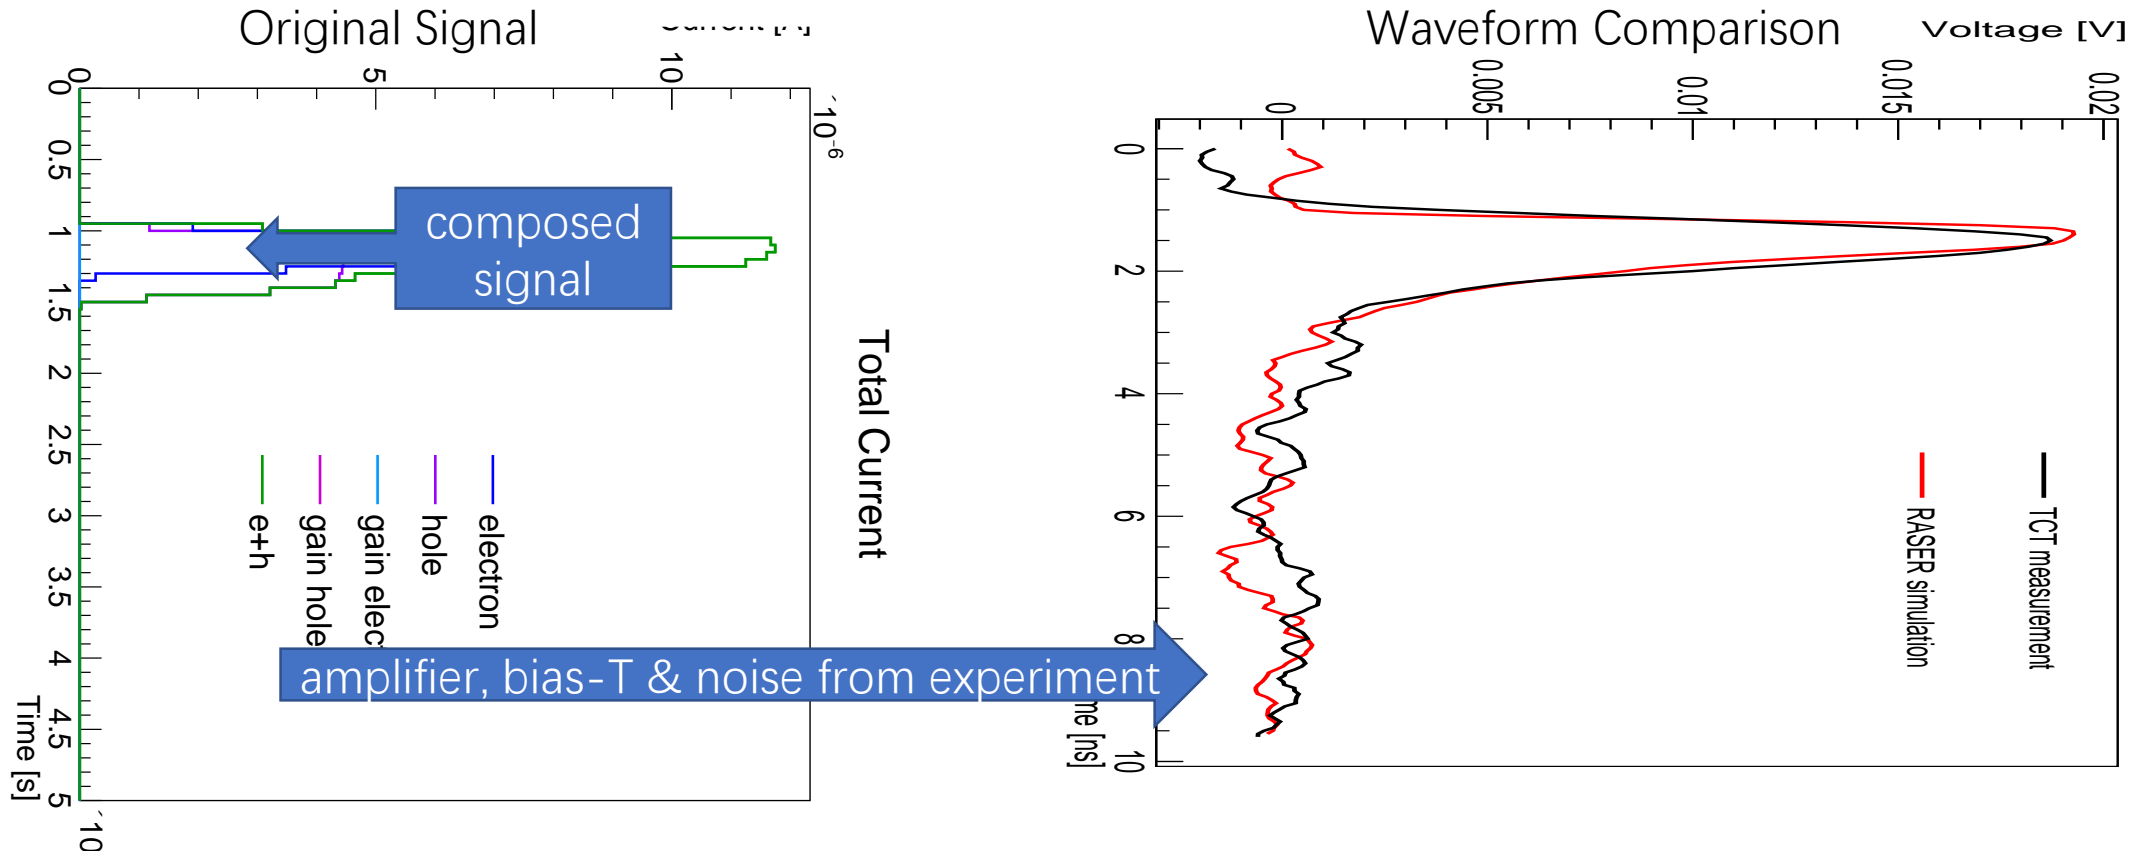 Original Signal
Waveform Comparison
Voltage [V]
0
5
10
×10⁻⁶
0
0.5
1
1.5
2
2.5
3
3.5
4
4.5
5
Time [s]
Total Current
composed
signal
electron
hole
gain elec
gain hole
e+h
amplifier, bias-T & noise from experiment
0
0.005
0.01
0.015
0.02
0
2
4
6
8
10
[ns]
TCT measurement
RASER simulation